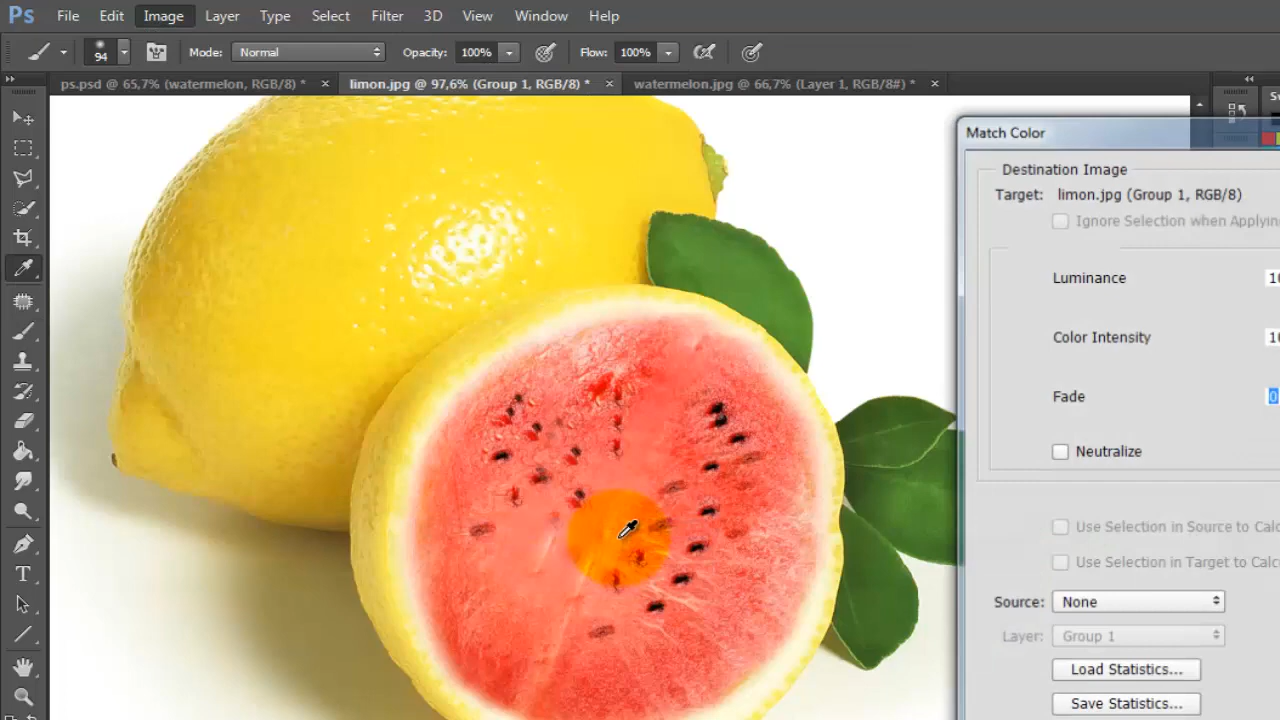 Ps File Edit Image Layer Type Select Filter 3D View Window Help
94 Mode: Normal Opacity: 100% Flow: 100%
ps.psd @ 65,7% (watermelon, RGB/8) * × limon.jpg @ 97,6% (Group 1, RGB/8) * × watermelon.jpg @ 66,7% (Layer 1, RGB/8#) * ×
Match Color
Destination Image
Target: limon.jpg (Group 1, RGB/8)
Ignore Selection when Applying
Luminance
Color Intensity
Fade 0
Neutralize
Use Selection in Source to Calc
Use Selection in Target to Calc
Source: None
Layer: Group 1
Load Statistics...
Save Statistics...